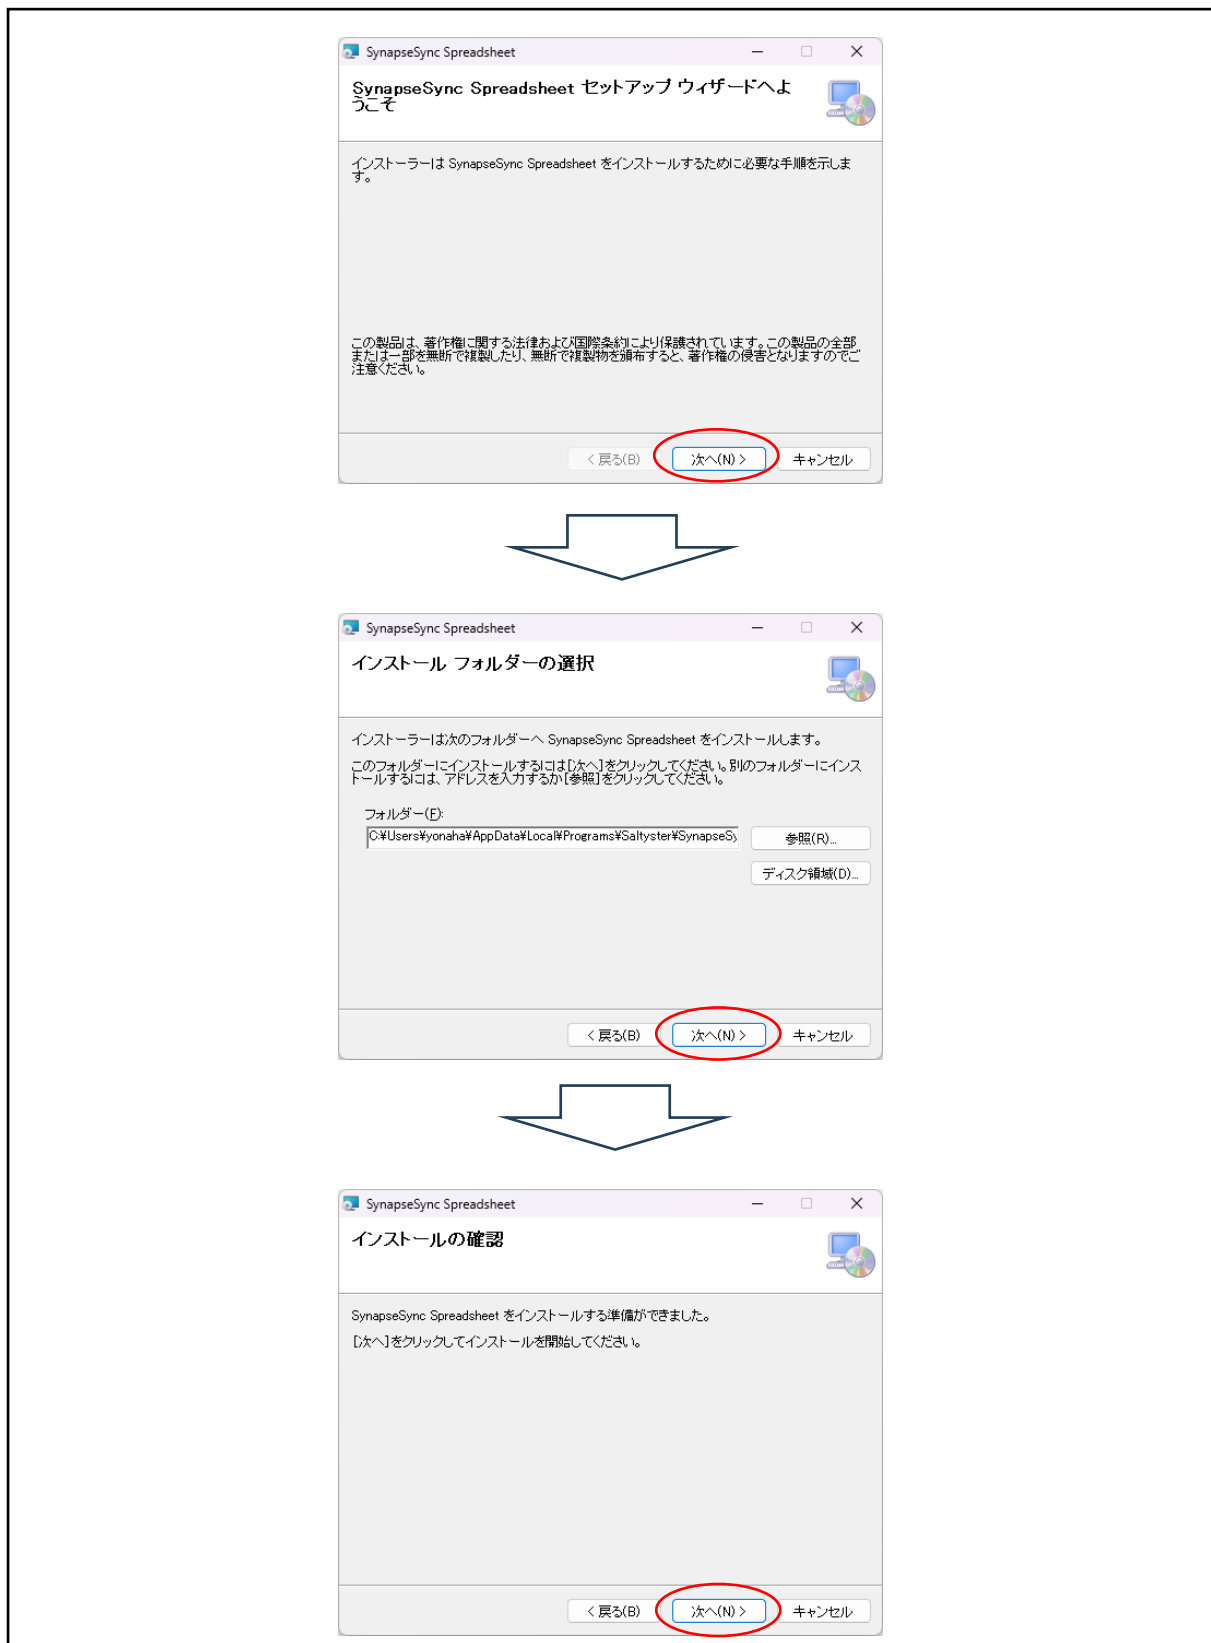 SynapseSync Spreadsheet
SynapseSync Spreadsheet セットアップ ウィザードへよ
うこそ
インストーラーは SynapseSync Spreadsheet をインストールするために必要な手順を示しま
す。
この製品は、著作権に関する法律および国際条約により保護されています。この製品の全部
または一部を無断で複製したり、無断で複製物を頒布すると、著作権の侵害となりますのでご
注意ください。
< 戻る(B) 次へ(N) > キャンセル
SynapseSync Spreadsheet
インストール フォルダーの選択
インストーラーは次のフォルダーへ SynapseSync Spreadsheet をインストールします。
このフォルダーにインストールするには[次へ]をクリックしてください。別のフォルダーにインス
トールするには、アドレスを入力するか[参照]をクリックしてください。
フォルダー(F):
C:¥Users¥yonaha¥AppData¥Local¥Programs¥Saltyster¥SynapseSy 参照(R)...
ディスク領域(D)...
< 戻る(B) 次へ(N) > キャンセル
SynapseSync Spreadsheet
インストールの確認
SynapseSync Spreadsheet をインストールする準備ができました。
[次へ]をクリックしてインストールを開始してください。
< 戻る(B) 次へ(N) > キャンセル